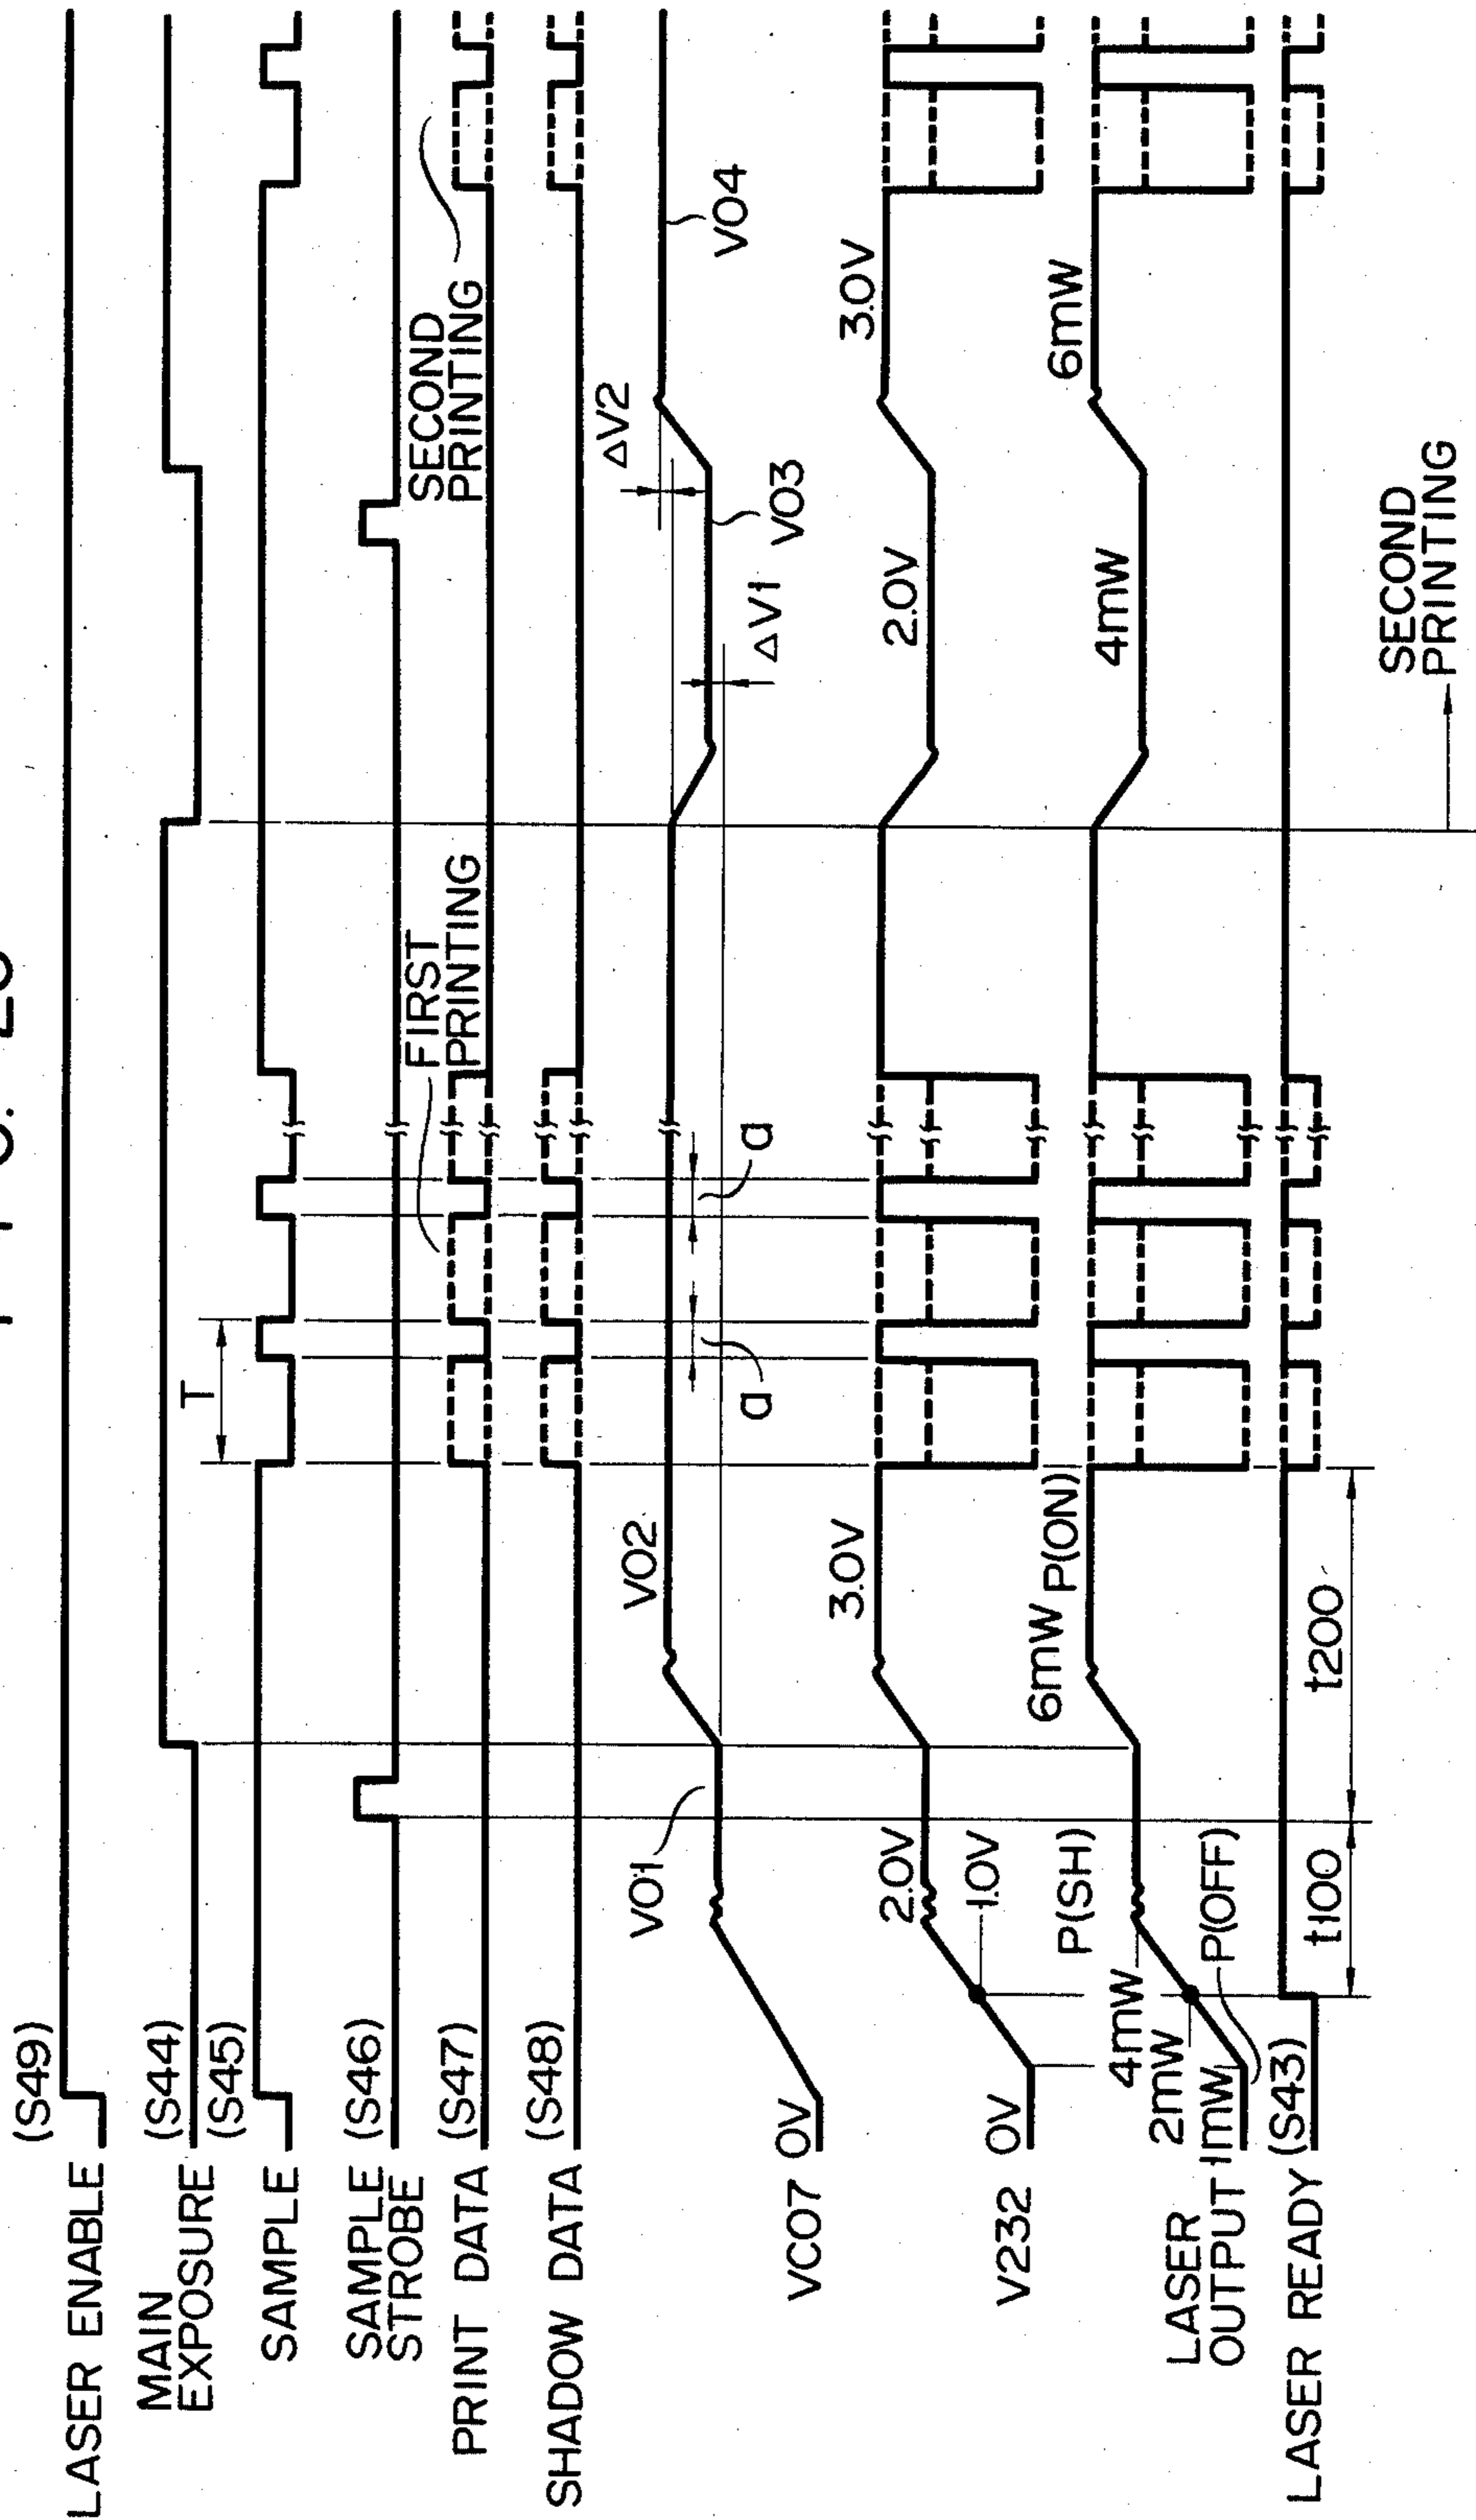 LASER ENABLE (S49)
MAIN (S44)
EXPOSURE
SAMPLE (S45)
T
SAMPLE (S46)
STROBE
PRINT DATA (S47)
FIRST
PRINTING
SECOND
PRINTING
SHADOW DATA (S48)
VC07 0V
V01
V02
a
a
ΔV1
V03
ΔV2
V04
V232 0V
2.0V
1.0V
3.0V
2.0V
3.0V
LASER
OUTPUT
1mW
2mW
4mW
P(SH)
P(OFF)
6mW P(ON)
4mW
6mW
LASER READY (S43)
t100
t200
SECOND
PRINTING